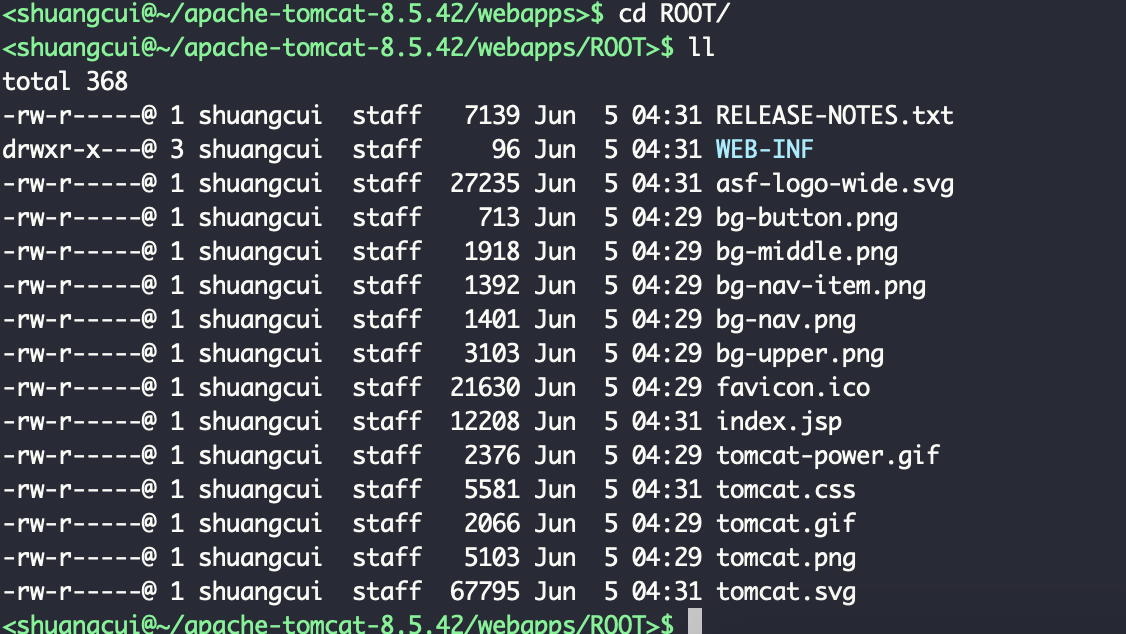 <shuangcui@~/apache-tomcat-8.5.42/webapps>$ cd ROOT/
<shuangcui@~/apache-tomcat-8.5.42/webapps/ROOT>$ ll
total 368
-rw-r-----@ 1 shuangcui  staff   7139 Jun  5 04:31 RELEASE-NOTES.txt
drwxr-x---@ 3 shuangcui  staff     96 Jun  5 04:31 WEB-INF
-rw-r-----@ 1 shuangcui  staff  27235 Jun  5 04:31 asf-logo-wide.svg
-rw-r-----@ 1 shuangcui  staff    713 Jun  5 04:29 bg-button.png
-rw-r-----@ 1 shuangcui  staff   1918 Jun  5 04:29 bg-middle.png
-rw-r-----@ 1 shuangcui  staff   1392 Jun  5 04:29 bg-nav-item.png
-rw-r-----@ 1 shuangcui  staff   1401 Jun  5 04:29 bg-nav.png
-rw-r-----@ 1 shuangcui  staff   3103 Jun  5 04:29 bg-upper.png
-rw-r-----@ 1 shuangcui  staff  21630 Jun  5 04:29 favicon.ico
-rw-r-----@ 1 shuangcui  staff  12208 Jun  5 04:31 index.jsp
-rw-r-----@ 1 shuangcui  staff   2376 Jun  5 04:29 tomcat-power.gif
-rw-r-----@ 1 shuangcui  staff   5581 Jun  5 04:31 tomcat.css
-rw-r-----@ 1 shuangcui  staff   2066 Jun  5 04:29 tomcat.gif
-rw-r-----@ 1 shuangcui  staff   5103 Jun  5 04:29 tomcat.png
-rw-r-----@ 1 shuangcui  staff  67795 Jun  5 04:31 tomcat.svg
<shuangcui@~/apache-tomcat-8.5.42/webapps/ROOT>$